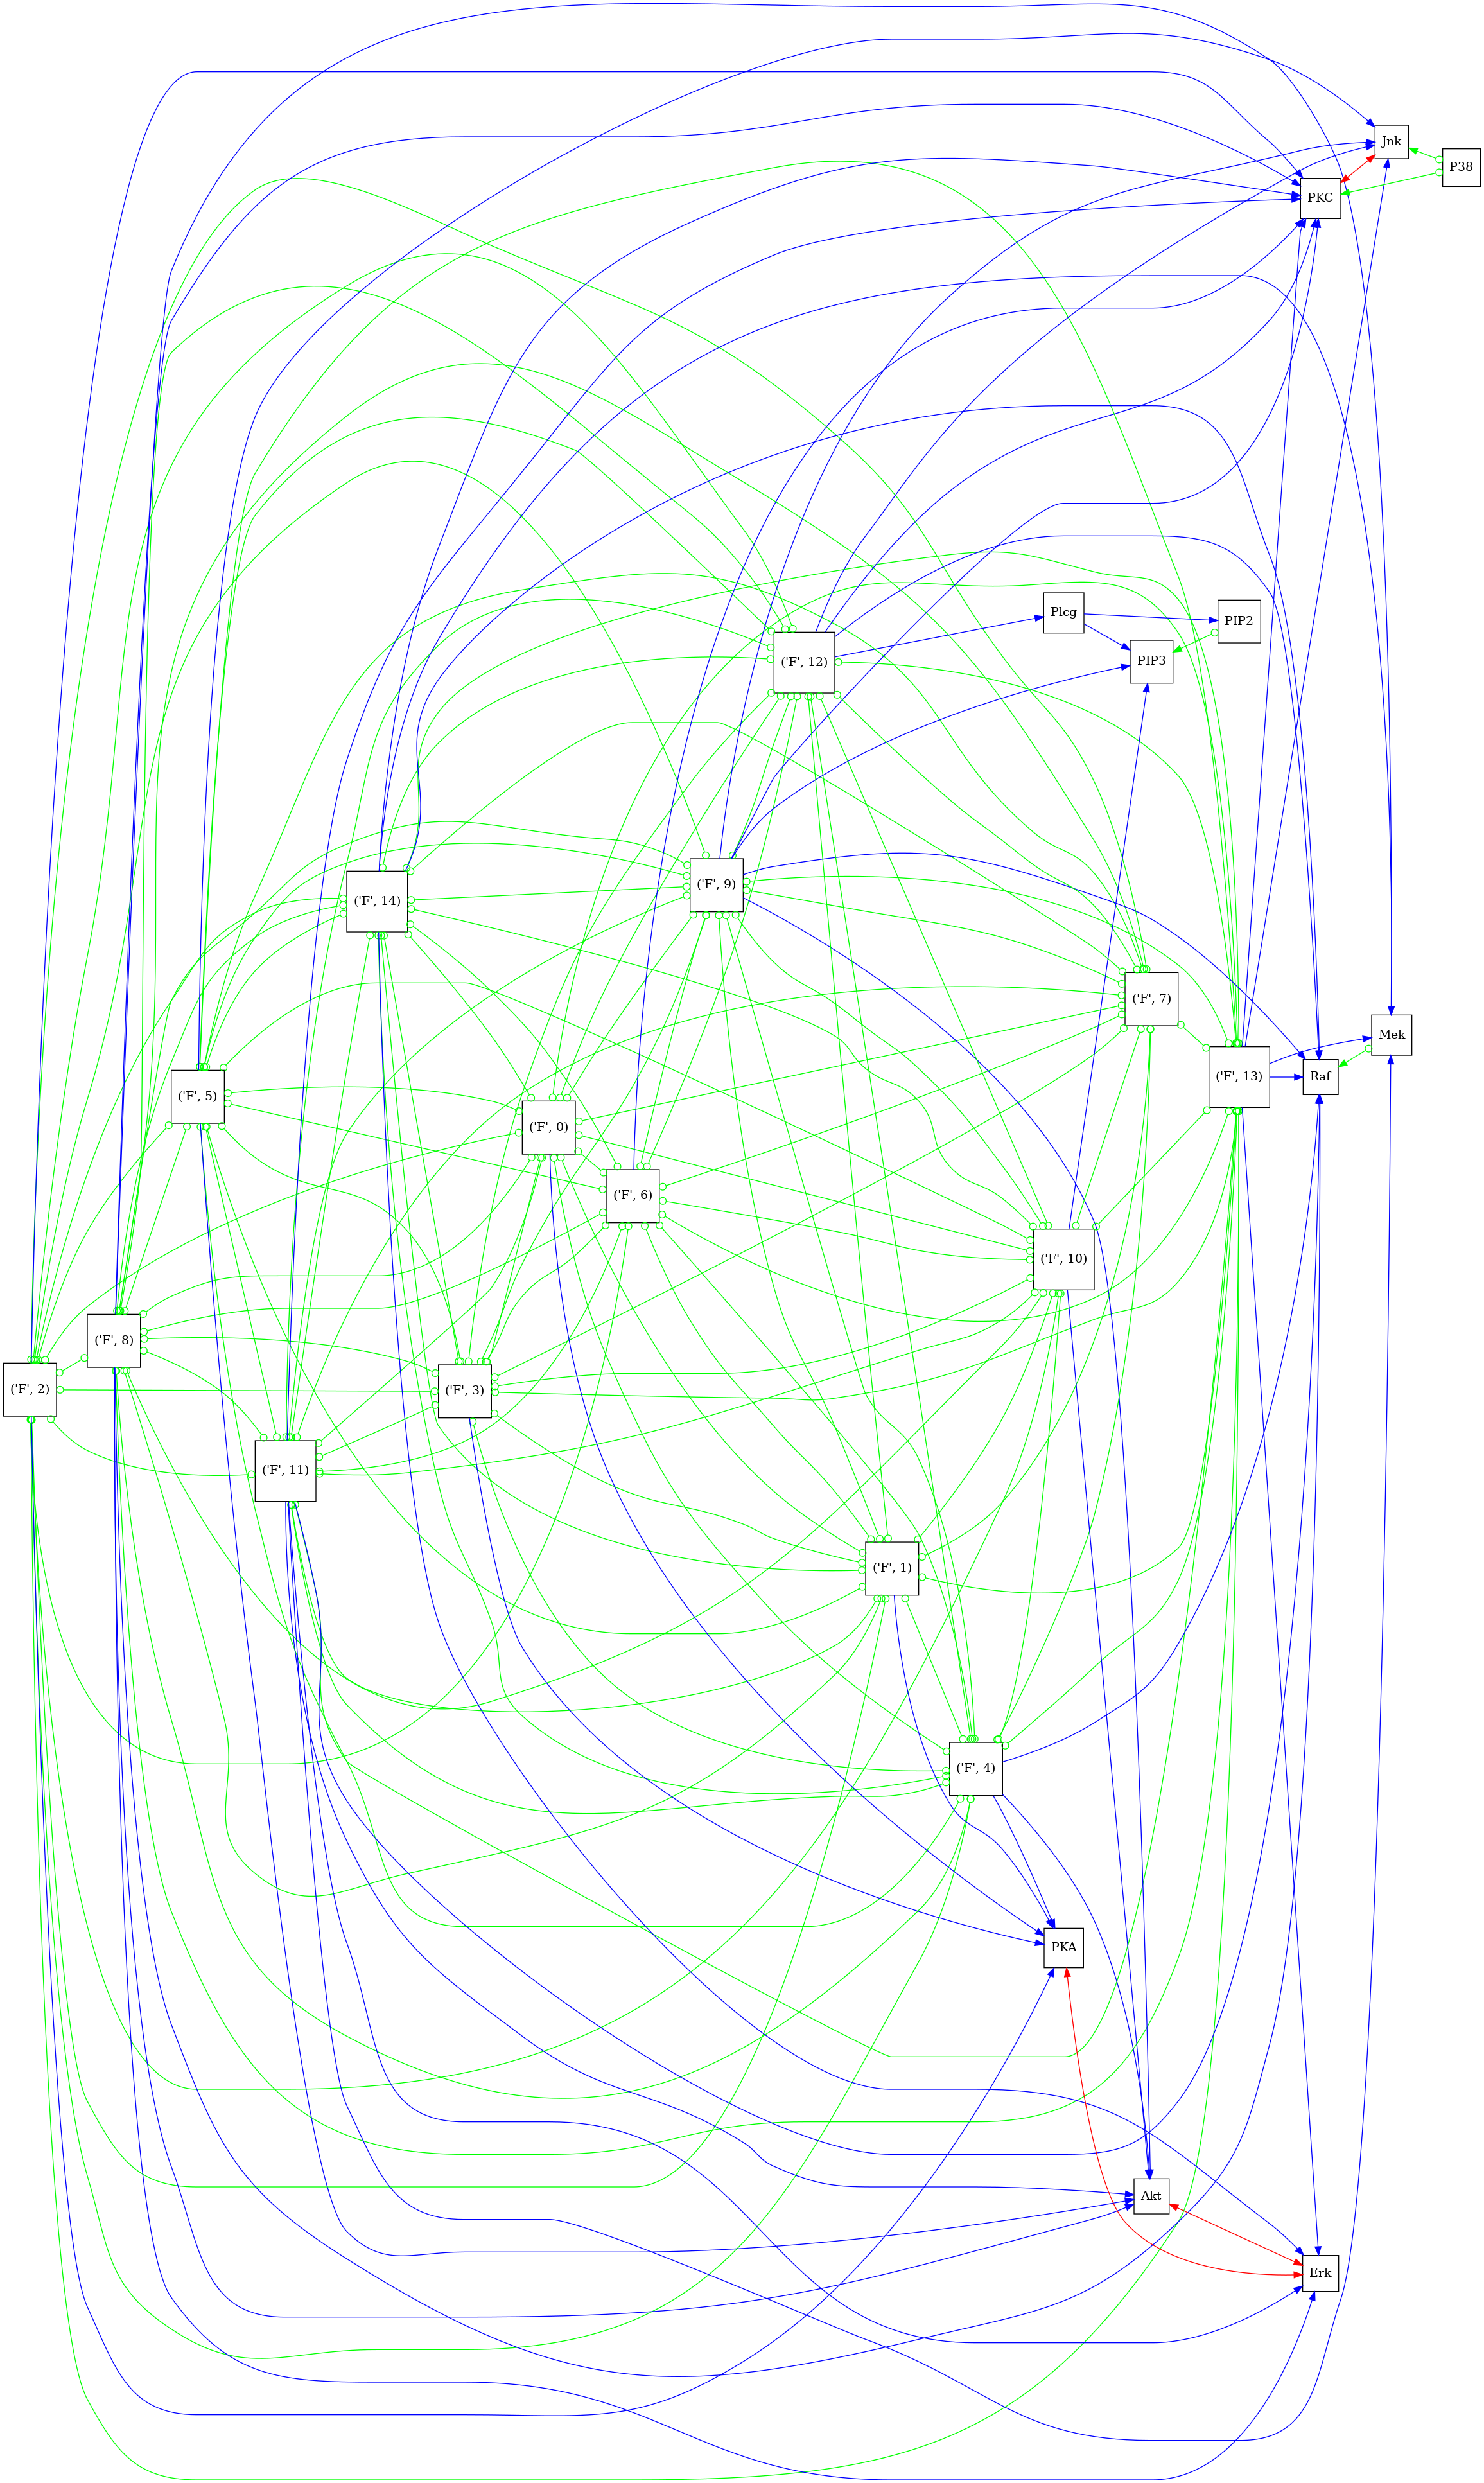 Jnk
P38
PKC
Plcg
PIP2
('F', 12)
PIP3
('F', 9)
('F', 14)
('F', 7)
Mek
('F', 13)
Raf
('F', 5)
('F', 0)
('F', 6)
('F', 10)
('F', 8)
('F', 2)
('F', 3)
('F', 11)
('F', 1)
('F', 4)
PKA
Akt
Erk